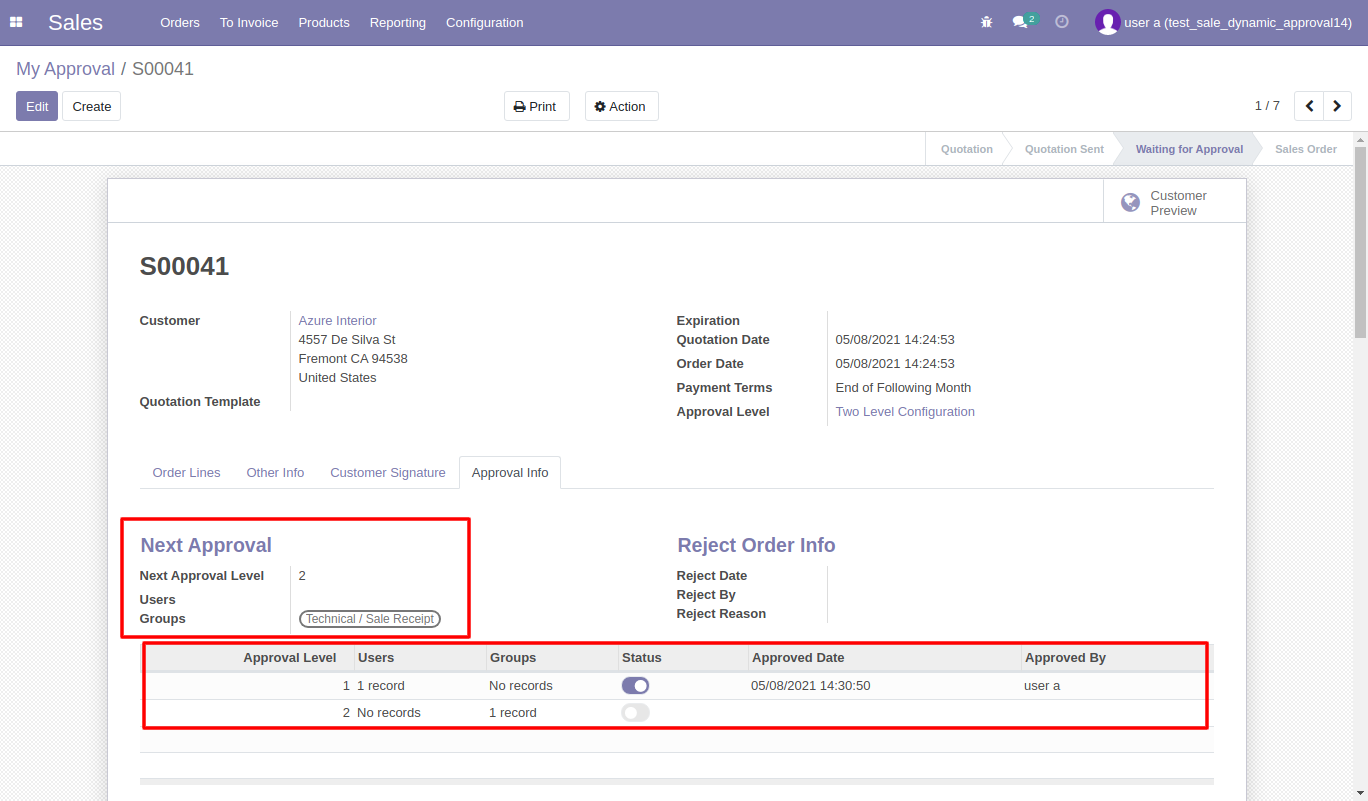 Sales Orders To Invoice Products Reporting Configuration 2 user a (test_sale_dynamic_approval14)
My Approval / S00041
Edit Create Print Action 1 / 7
Quotation Quotation Sent Waiting for Approval Sales Order
Customer
Preview
S00041
Customer Azure Interior
4557 De Silva St
Fremont CA 94538
United States
Quotation Template
Expiration
Quotation Date 05/08/2021 14:24:53
Order Date 05/08/2021 14:24:53
Payment Terms End of Following Month
Approval Level Two Level Configuration
Order Lines Other Info Customer Signature Approval Info
Next Approval
Next Approval Level 2
Users
Groups Technical / Sale Receipt
Reject Order Info
Reject Date
Reject By
Reject Reason
Approval Level Users Groups Status Approved Date Approved By
1 1 record No records 05/08/2021 14:30:50 user a
2 No records 1 record